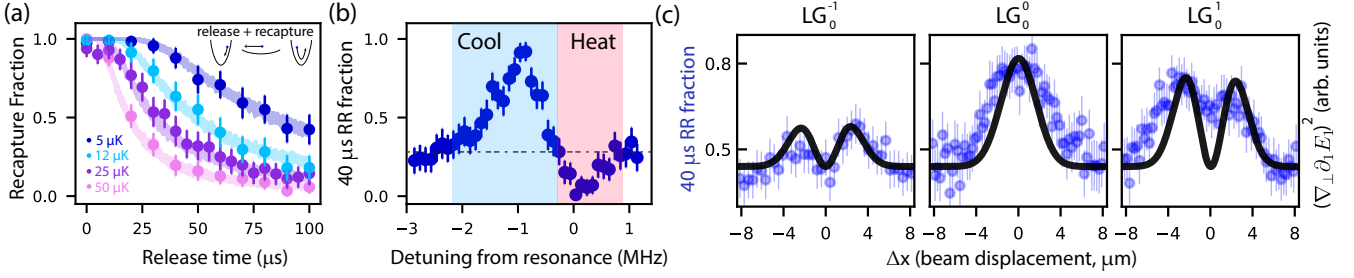 (a)
release + recapture
Recapture Fraction
1.0
0.5
0.0
5 μK
12 μK
25 μK
50 μK
0
25
50
75
100
Release time (μs)
(b)
Cool
Heat
40 μs RR fraction
1.0
0.5
0.0
−3
−2
−1
0
1
Detuning from resonance (MHz)
(c)
LG₀⁻¹
LG₀⁰
LG₀¹
40 μs RR fraction
0.8
0.5
−8 −4 0 4 8
−8 −4 0 4 8
−8 −4 0 4 8
Δx (beam displacement, μm)